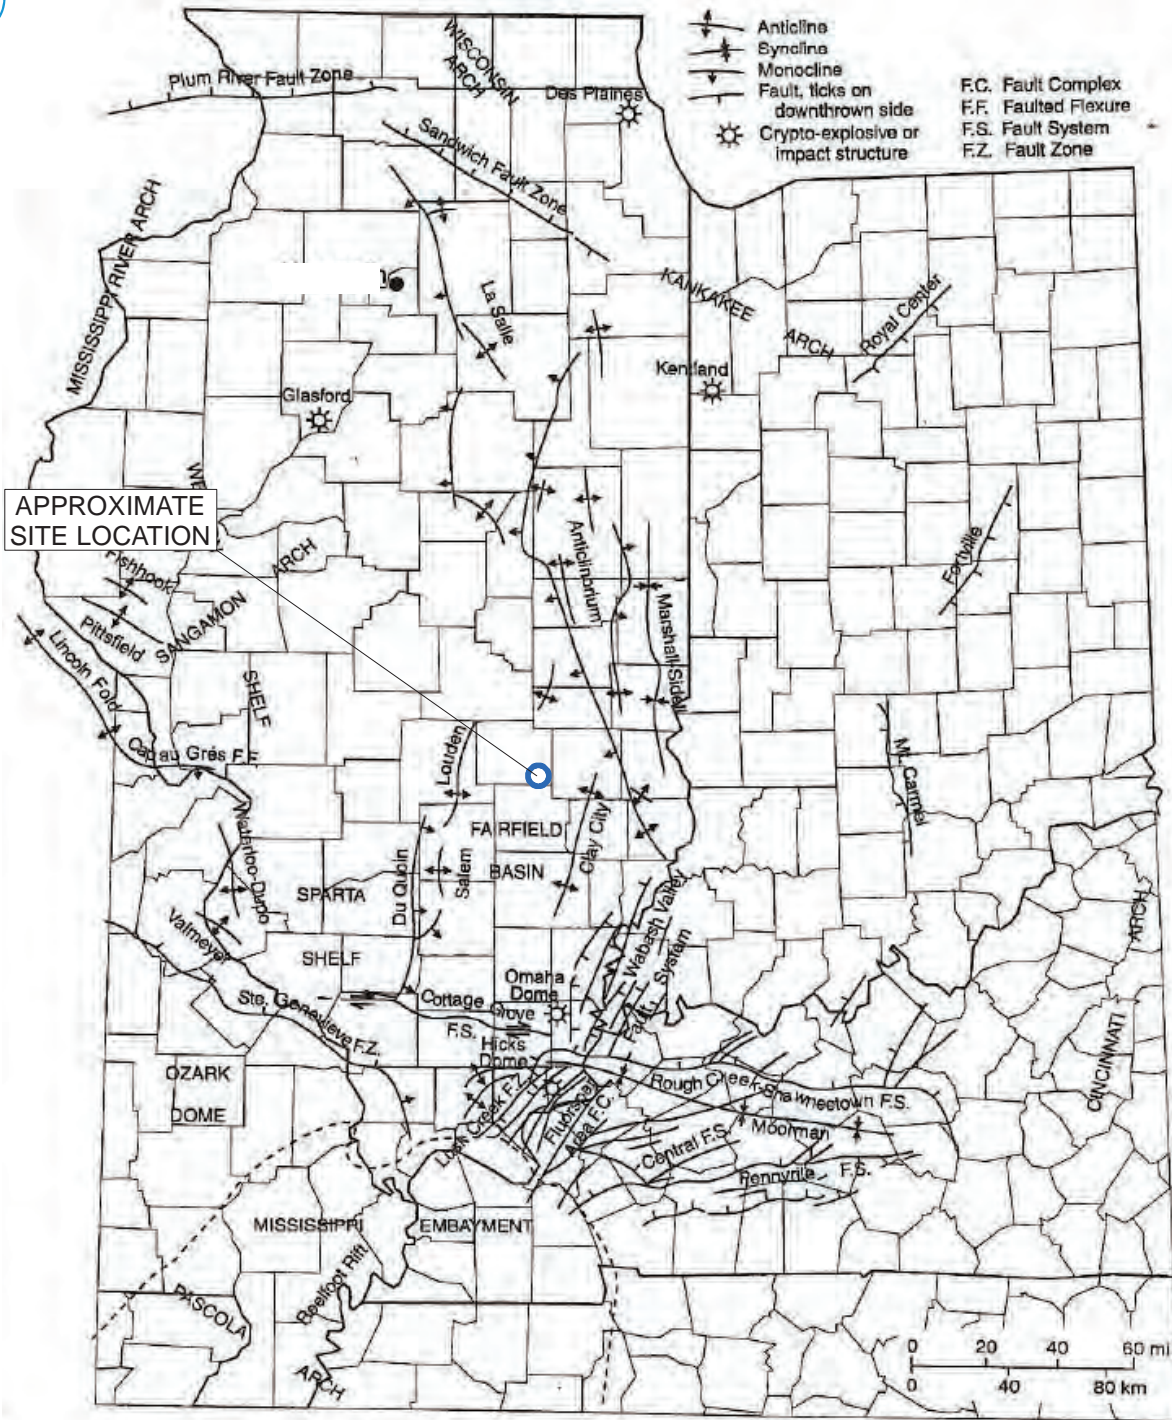 Anticline
Syncline
Monocline
Fault, ticks on
downthrown side
Crypto-explosive or
impact structure
F.C. Fault Complex
F.F. Faulted Flexure
F.S. Fault System
F.Z. Fault Zone
WISCONSIN
ARCH
Plum River Fault Zone
Des Plaines
Sandwich Fault Zone
MISSISSIPPI RIVER ARCH
KANKAKEE
ARCH
Royal Center
La Salle
Kentland
Glasford
APPROXIMATE
SITE LOCATION
Fishhook
ARCH
Pittsfield
SANGAMON
Lincoln Fold
Anticlinorium
Marshall-Sidell
Fortville
SHELF
Cap au Grés F.F.
Louden
Mt. Carmel
Waterloo-Dupo
FAIRFIELD
BASIN
Clay City
Du Quoin
Salem
SPARTA
SHELF
Valmeyer
Wabash Valley
Fault System
ARCH
CINCINNATI
Omaha
Dome
Cottage Grove
F.S.
Ste. Genevieve F.Z.
Hicks
Dome
OZARK
DOME
Rough Creek-Shawneetown F.S.
Lusk Creek F.Z.
Fluorspar
Area F.C.
Moorman
Central F.S.
Pennyrile F.S.
MISSISSIPPI EMBAYMENT
Reelfoot Rift
PASCOLA
ARCH
0 20 40 60 mi
0 40 80 km